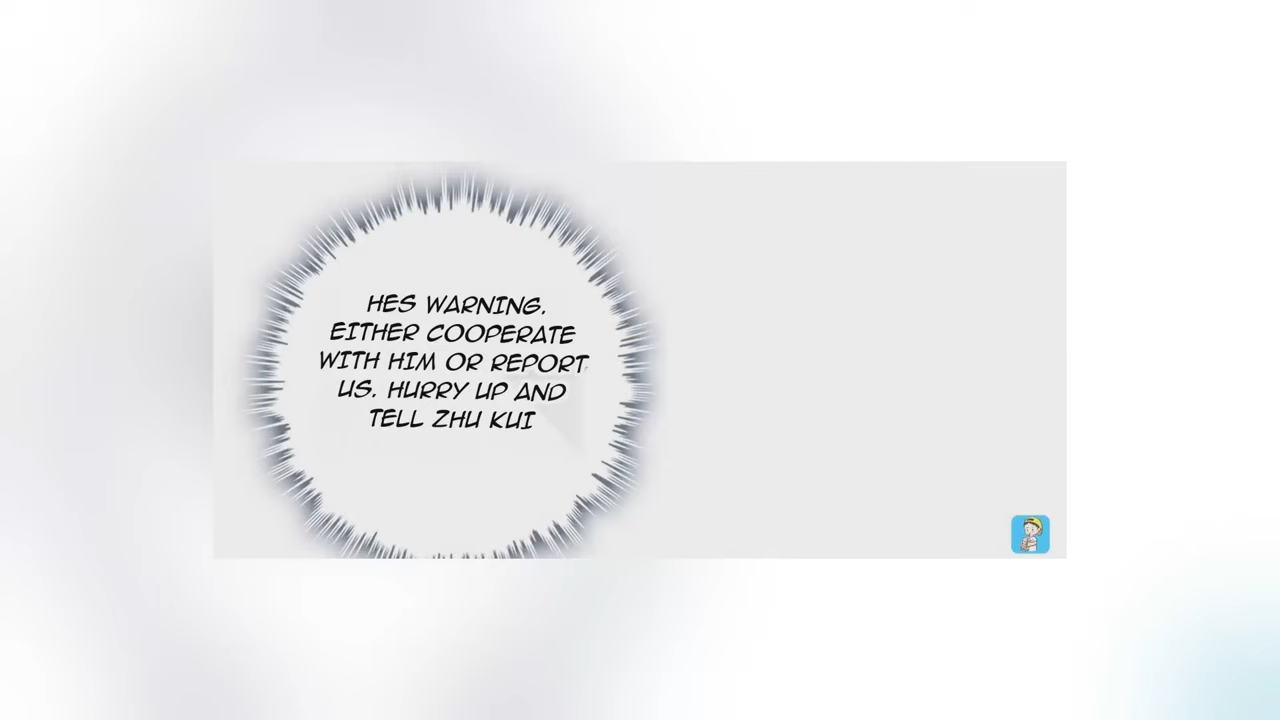 HES WARNING.
EITHER COOPERATE
WITH HIM OR REPORT
US. HURRY UP AND
TELL ZHU KUI